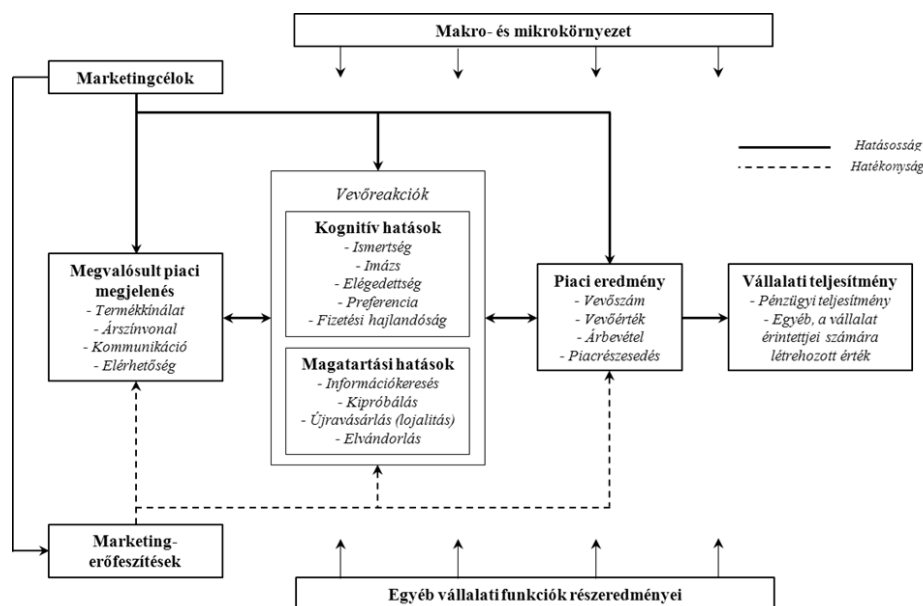 Makro- és mikrokörnyezet
Marketingcélok
Hatásosság
Hatékonyság
Vevőreakciók
Kognitív hatások
- Ismertség
- Imázs
- Elégedettség
- Preferencia
- Fizetési hajlandóság
Magatartási hatások
- Információkeresés
- Kipróbálás
- Újravásárlás (lojalitás)
- Elvándorlás
Megvalósult piaci
megjelenés
- Termékkínálat
- Árszínvonal
- Kommunikáció
- Elérhetőség
Piaci eredmény
- Vevőszám
- Vevőérték
- Árbevétel
- Piacrészesedés
Vállalati teljesítmény
- Pénzügyi teljesítmény
- Egyéb, a vállalat
érintettjei számára
létrehozott érték
Marketing-
erőfeszítések
Egyéb vállalati funkciók részeredményei